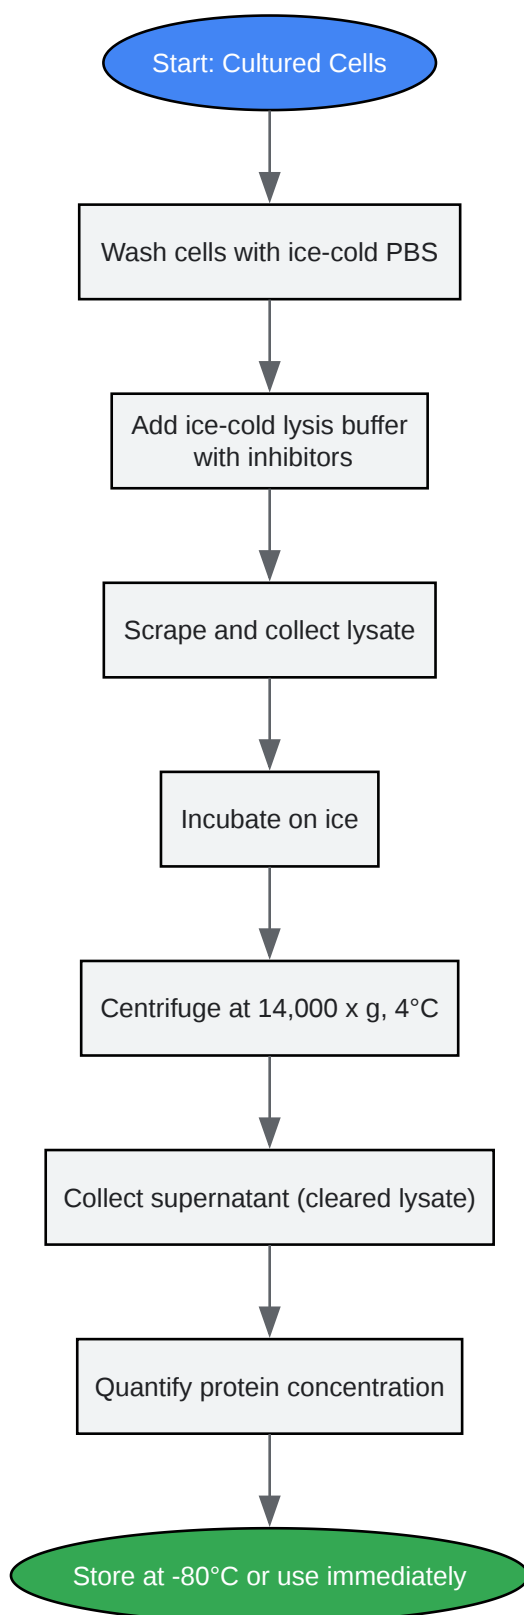 Start: Cultured Cells
Wash cells with ice-cold PBS
Add ice-cold lysis buffer
with inhibitors
Scrape and collect lysate
Incubate on ice
Centrifuge at 14,000 x g, 4°C
Collect supernatant (cleared lysate)
Quantify protein concentration
Store at -80°C or use immediately